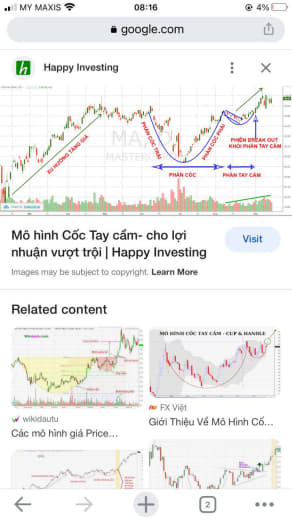 MY MAXIS
08:16
4%
google.com
Happy Investing
XU HƯỚNG TĂNG GIÁ
PHẦN CỐC TRÁI
PHẦN CỐC PHẢI
PHIÊN BREAK OUT
KHỎI PHẦN TAY CẦM
PHẦN CỐC
PHẦN TAY CẦM
Mô hình Cốc Tay cầm- cho lợi
nhuận vượt trội | Happy Investing
Visit
Images may be subject to copyright. Learn More
Related content
MÔ HÌNH CỐC TAY CẦM - CUP & HANDLE
wikidautu
Các mô hình giá Price...
FX Việt
Giới Thiệu Về Mô Hình Cố...
2